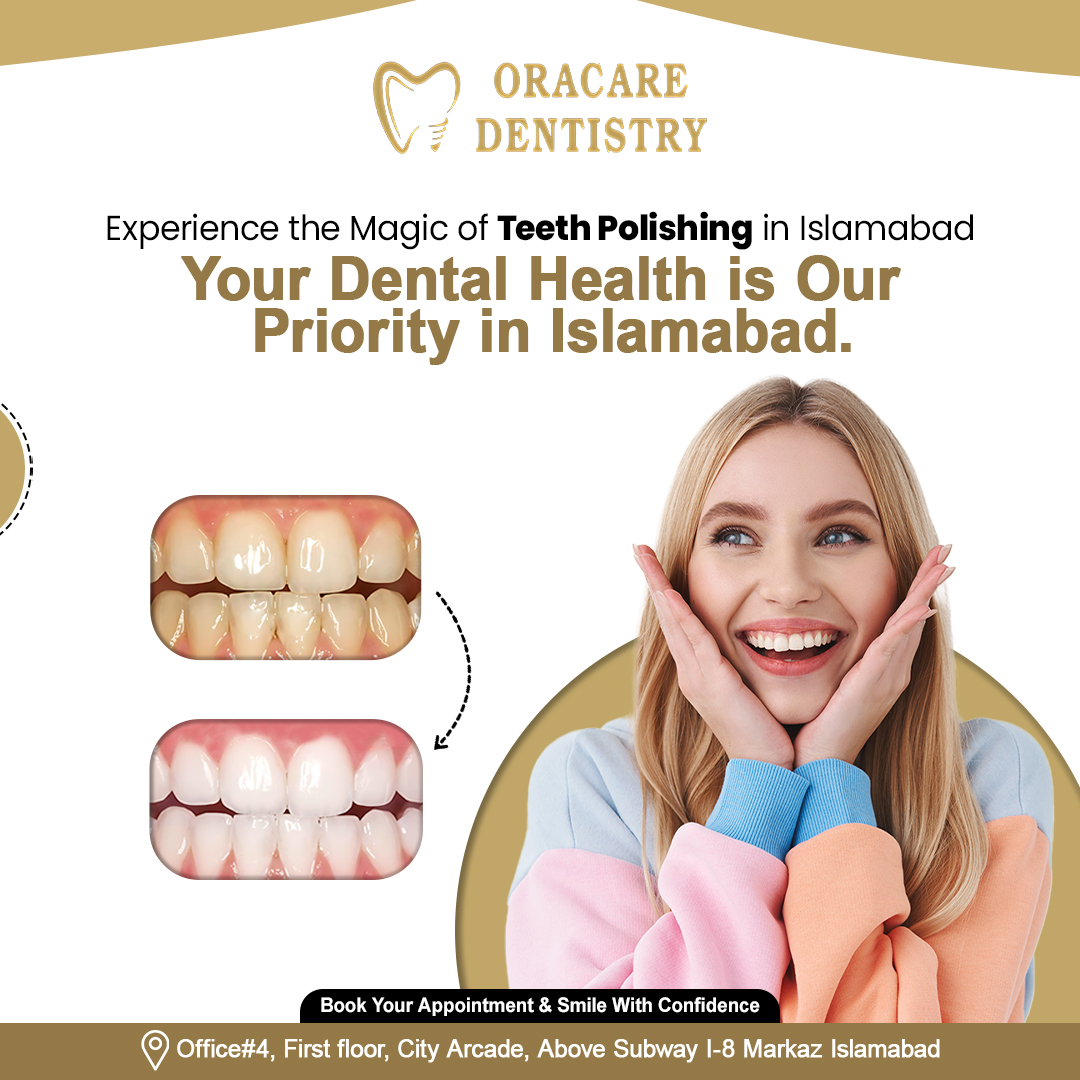 ORACARE
DENTISTRY
Experience the Magic of Teeth Polishing in Islamabad
Your Dental Health is Our
Priority in Islamabad.
Book Your Appointment & Smile With Confidence
Office#4, First floor, City Arcade, Above Subway I-8 Markaz Islamabad